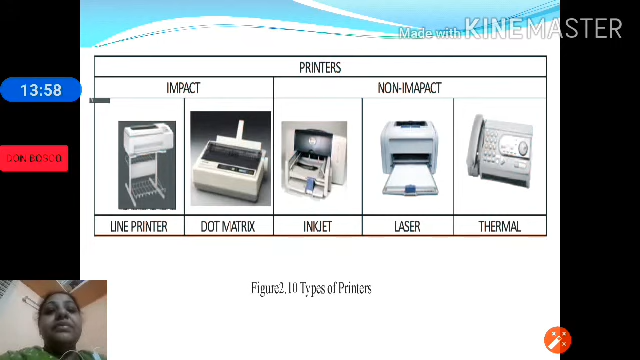 Made with KINEMASTER
PRINTERS
13:58
IMPACT NON-IMAPACT
DON BOSCO
LINE PRINTER DOT MATRIX INKJET LASER THERMAL
Figure2.10 Types of Printers